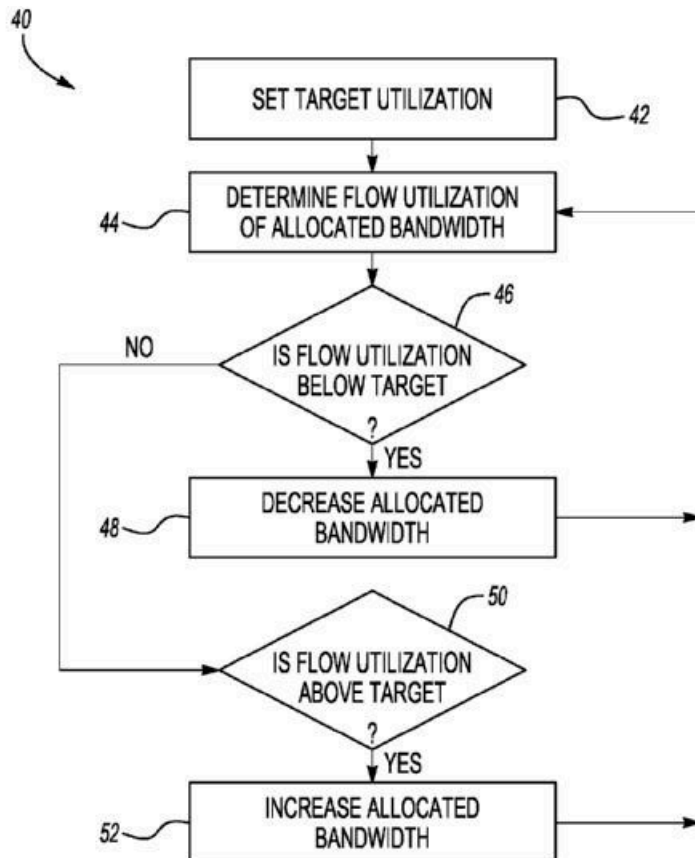 40
SET TARGET UTILIZATION
42
DETERMINE FLOW UTILIZATION
OF ALLOCATED BANDWIDTH
44
46
NO
IS FLOW UTILIZATION
BELOW TARGET
?
YES
DECREASE ALLOCATED
BANDWIDTH
48
50
IS FLOW UTILIZATION
ABOVE TARGET
?
YES
INCREASE ALLOCATED
BANDWIDTH
52